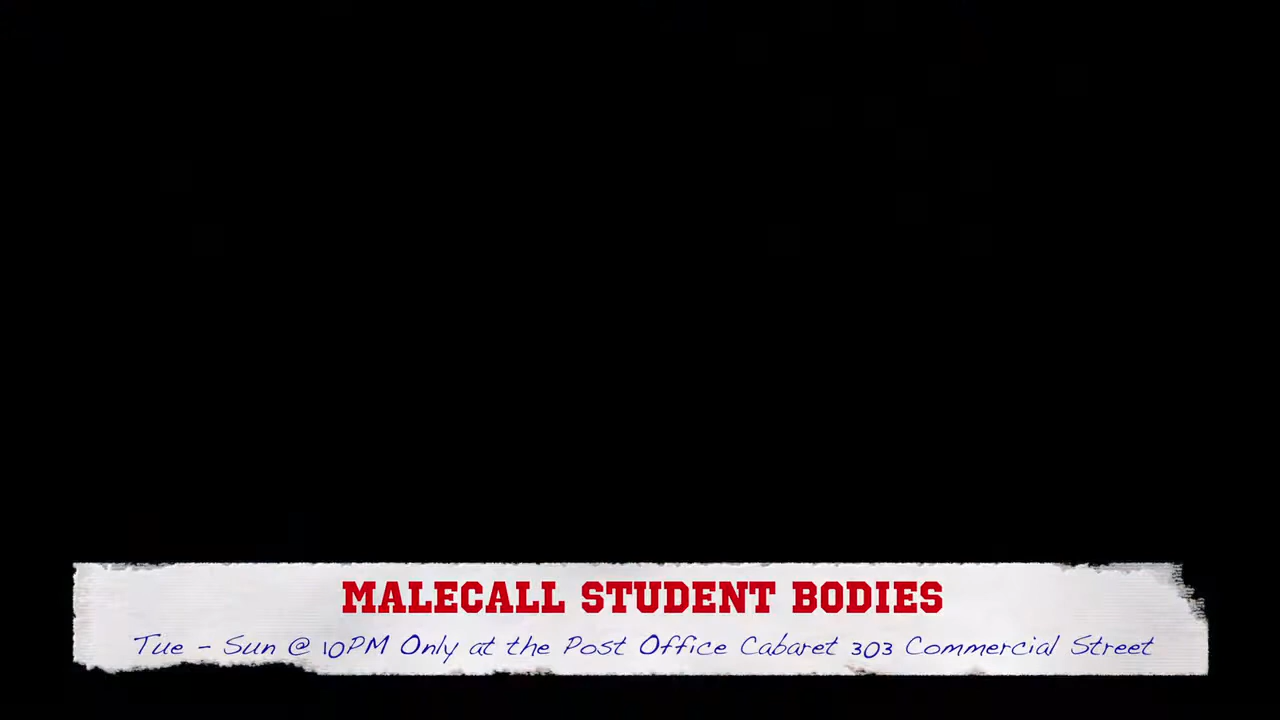 MALECALL STUDENT BODIES
Tue - Sun @ 10PM Only at the Post Office Cabaret 303 Commercial Street